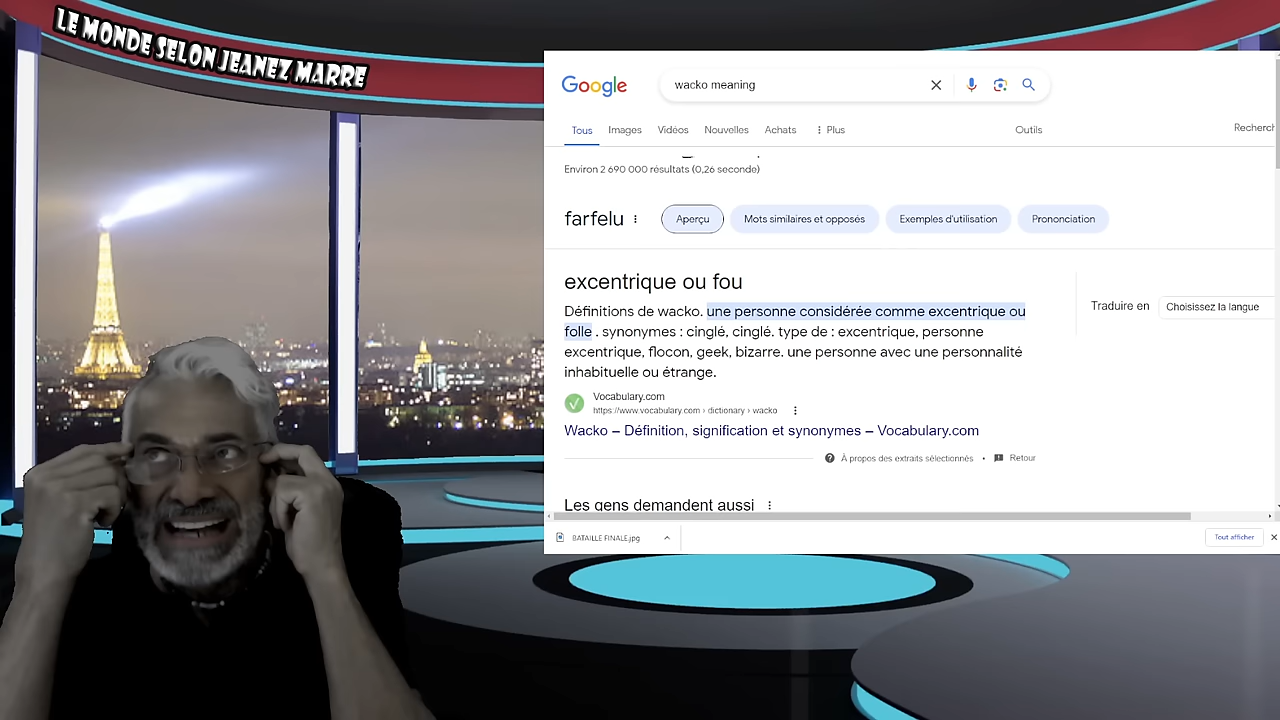 LE MONDE SELON JEANEZ MARRE
Google
wacko meaning
Tous Images Vidéos Nouvelles Achats Plus Outils
Recherch
Environ 2 690 000 résultats (0,26 seconde)
farfelu Aperçu Mots similaires et opposés Exemples d'utilisation Prononciation
excentrique ou fou
Définitions de wacko. une personne considérée comme excentrique ou
folle . synonymes : cinglé, cinglé. type de : excentrique, personne
excentrique, flocon, geek, bizarre. une personne avec une personnalité
inhabituelle ou étrange.
Traduire en Choisissez la langue
Vocabulary.com
https://www.vocabulary.com › dictionary › wacko
Wacko – Définition, signification et synonymes – Vocabulary.com
À propos des extraits sélectionnés • Retour
Les gens demandent aussi
BATAILLE FINALE.jpg
Tout afficher